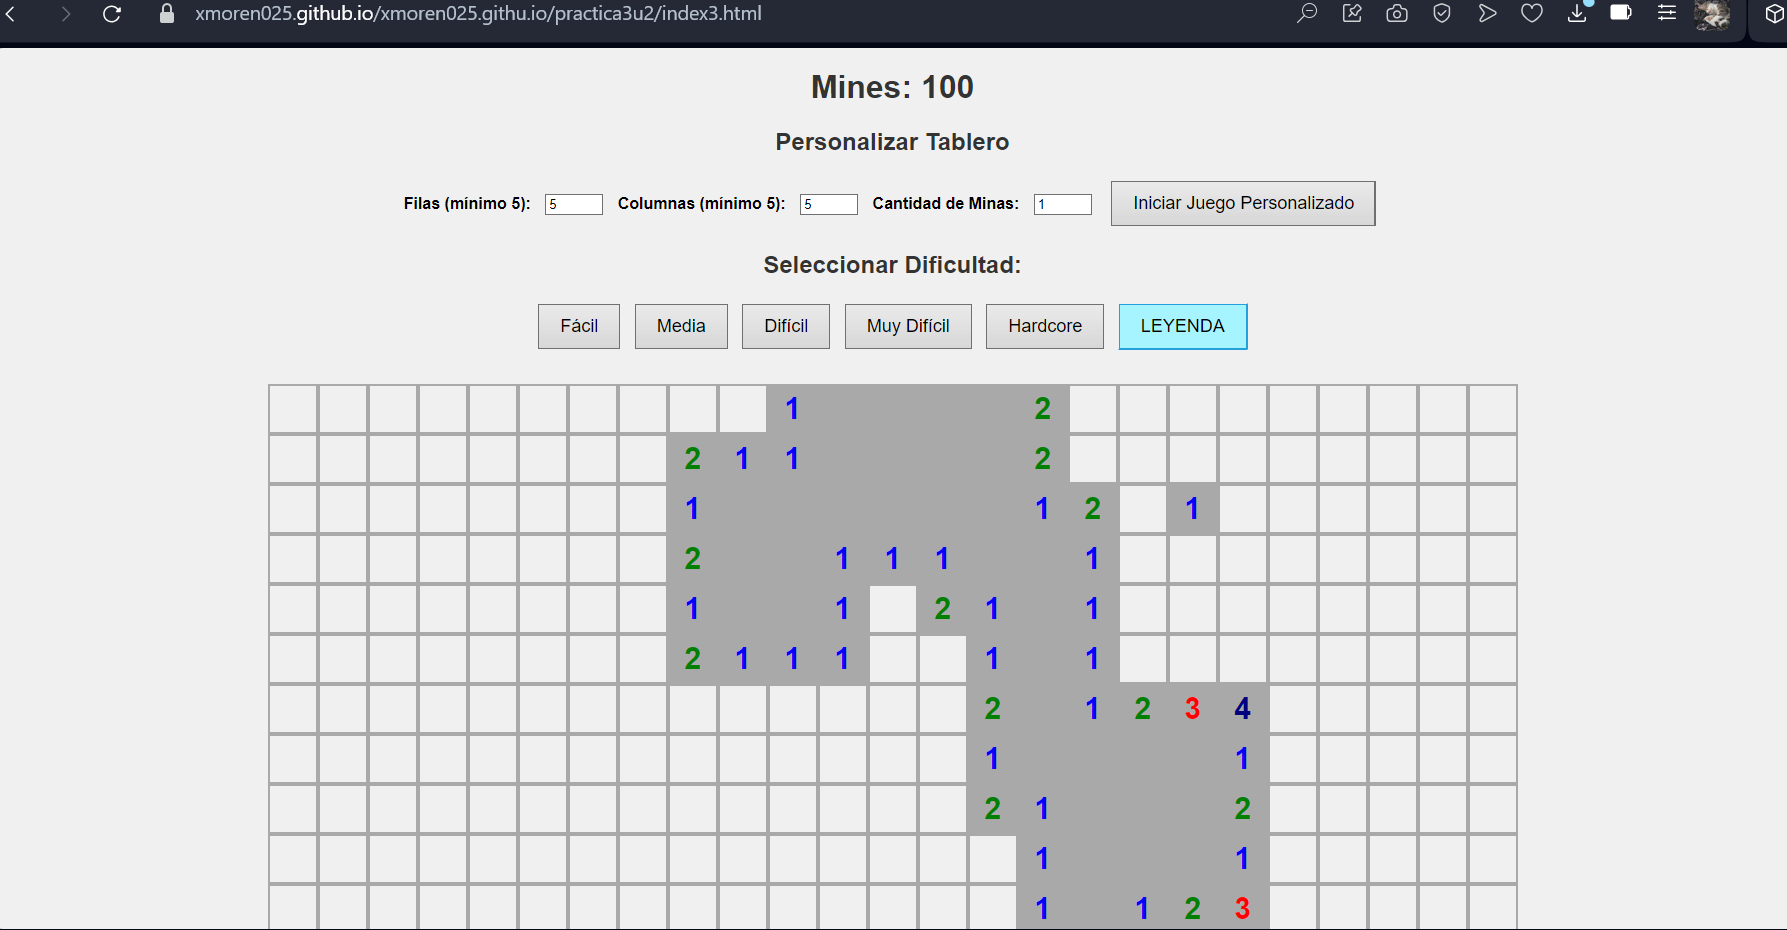 xmoren025.github.io/xmoren025.githu.io/practica3u2/index3.html
Mines: 100
Personalizar Tablero
Filas (mínimo 5): 5 Columnas (mínimo 5): 5 Cantidad de Minas: 1 Iniciar Juego Personalizado
Seleccionar Dificultad:
Fácil Media Difícil Muy Difícil Hardcore LEYENDA
1 2
2 1 1 2
1 1 2 1
2 1 1 1 1
1 1 2 1 1
2 1 1 1 1 1
2 1 2 3 4
1 1
2 1 2
1 1
1 1 2 3